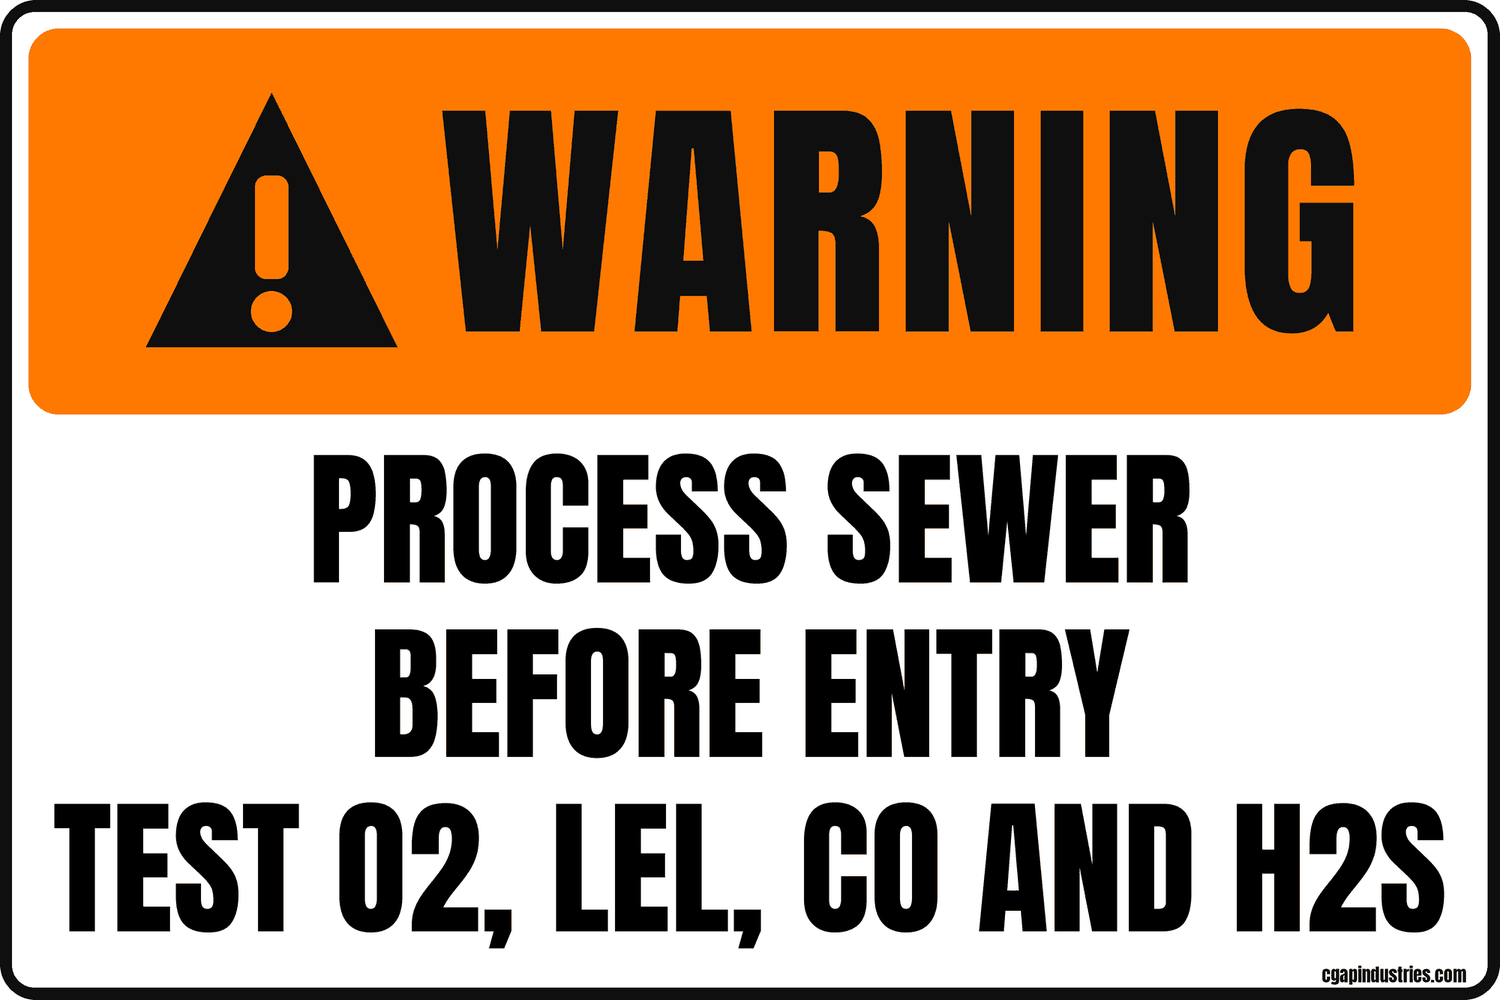 WARNING
PROCESS SEWER
BEFORE ENTRY
TEST O2, LEL, CO AND H2S
cgapindustries.com